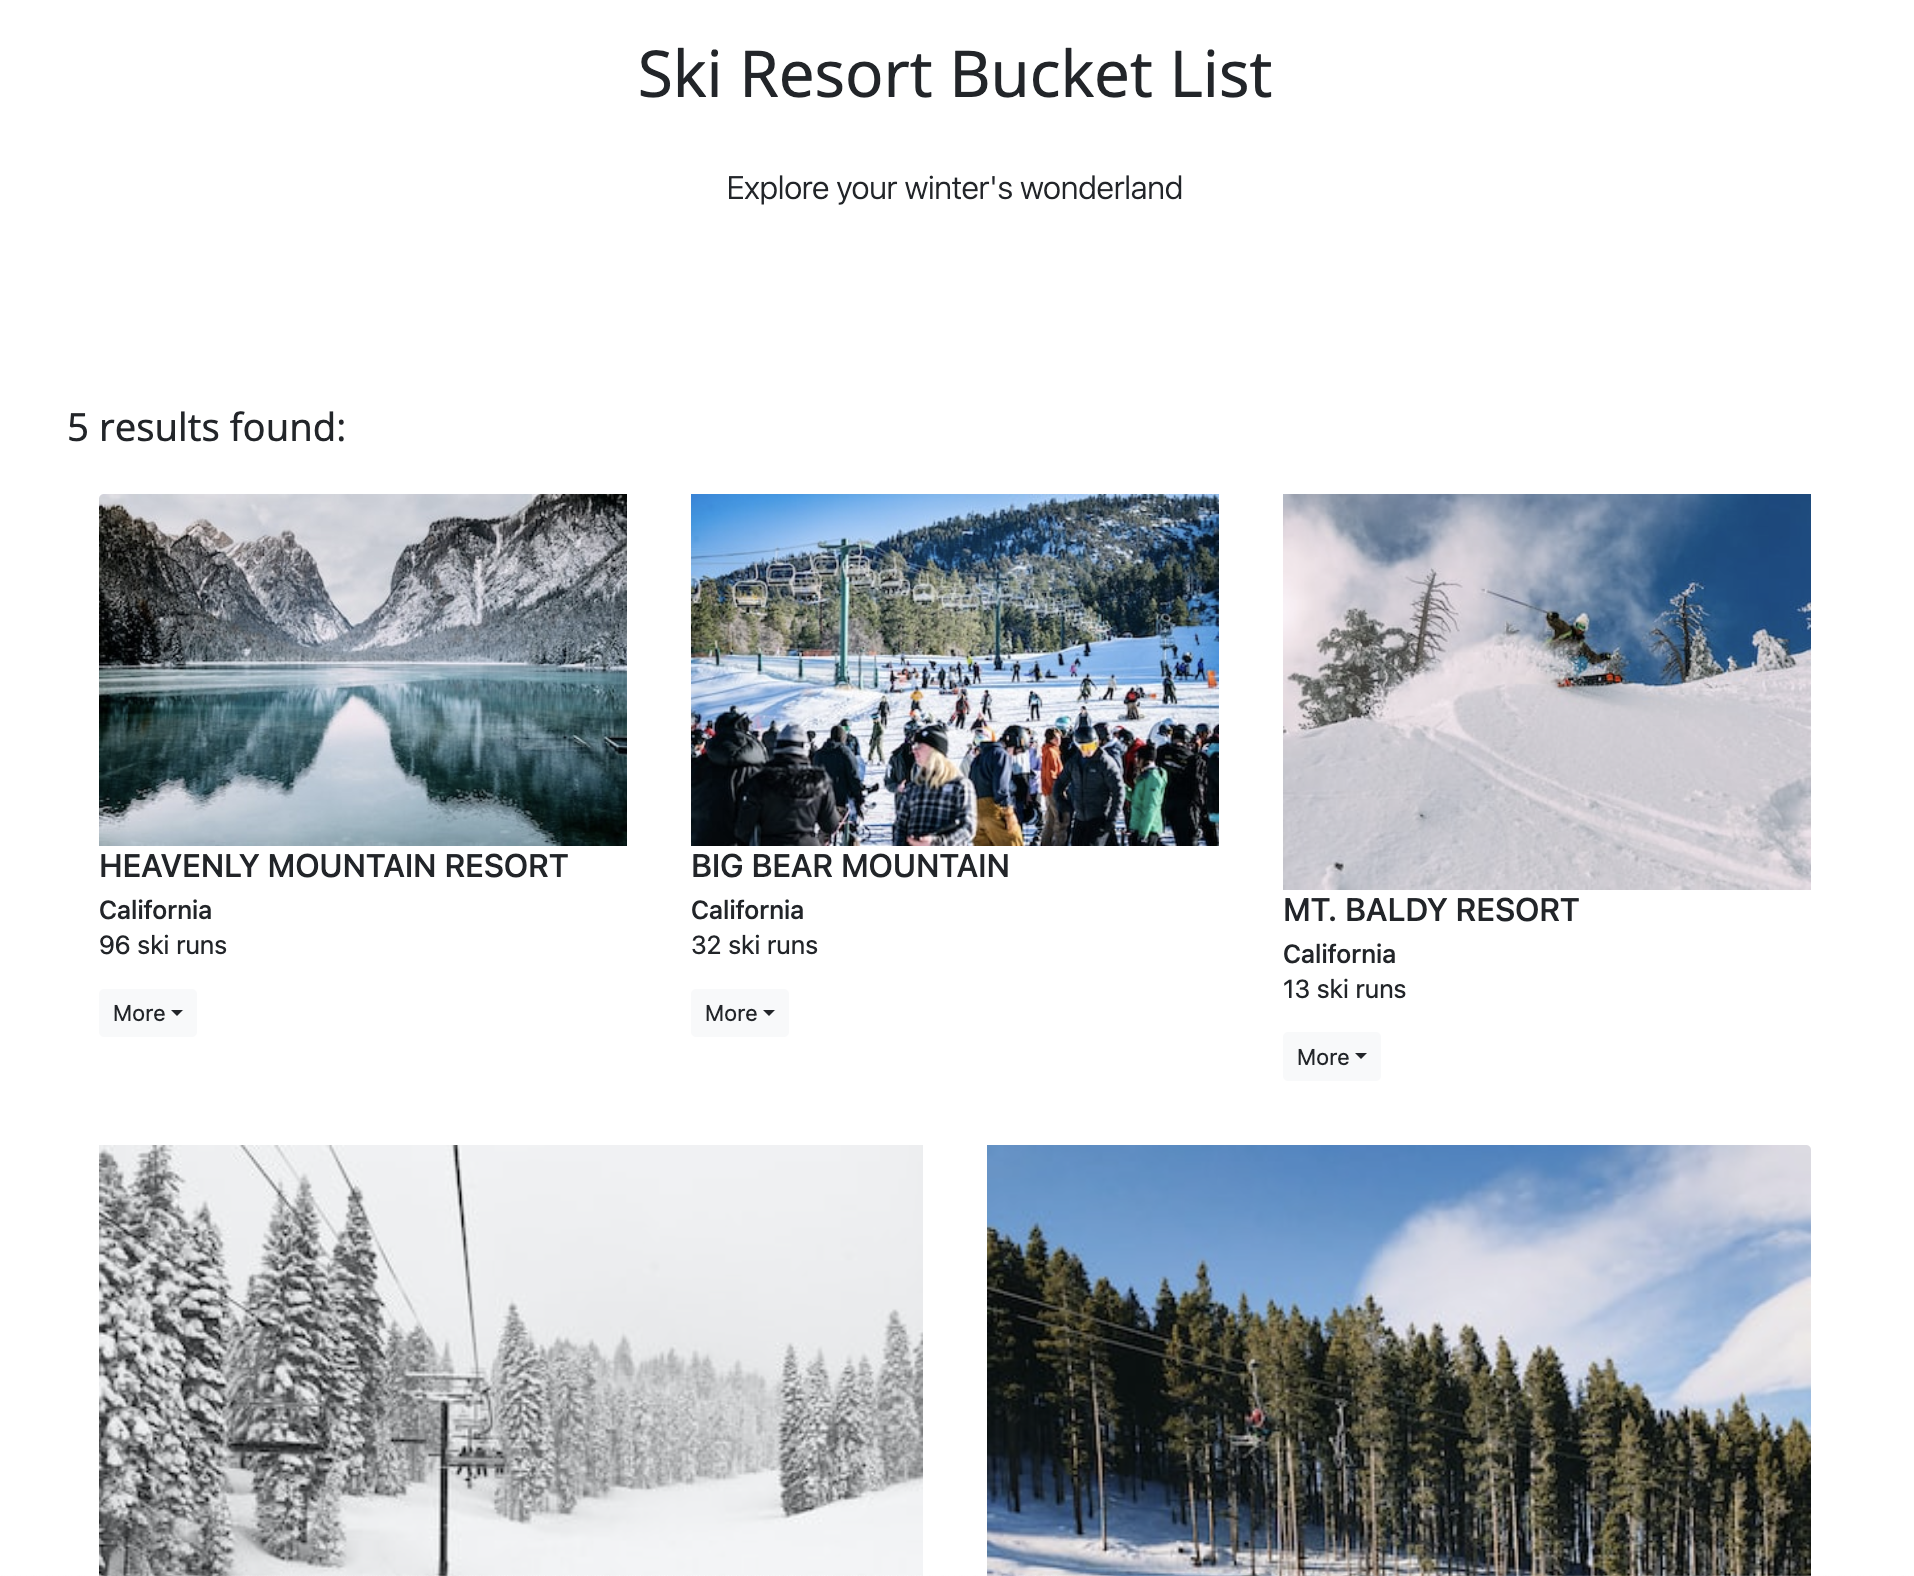 Ski Resort Bucket List
Explore your winter's wonderland
5 results found:
HEAVENLY MOUNTAIN RESORT
California
96 ski runs
More
BIG BEAR MOUNTAIN
California
32 ski runs
More
MT. BALDY RESORT
California
13 ski runs
More